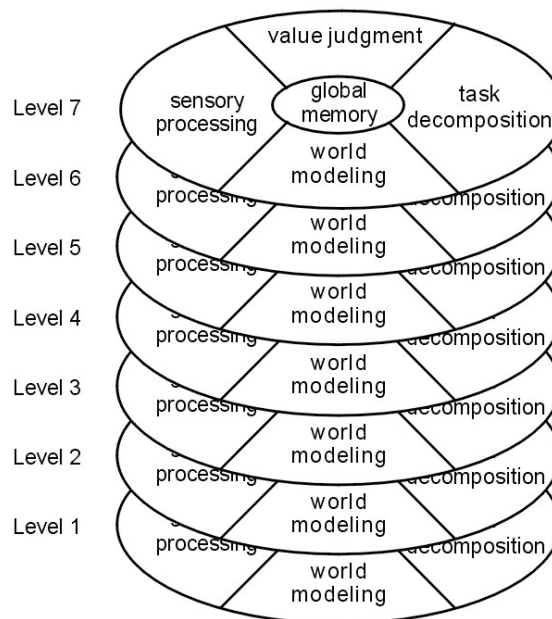 value judgment
Level 7
sensory
processing
global
memory
task
decomposition
world
modeling
Level 6
processing
world
modeling
decomposition
Level 5
processing
world
modeling
decomposition
Level 4
processing
world
modeling
decomposition
Level 3
processing
world
modeling
decomposition
Level 2
processing
world
modeling
decomposition
Level 1
processing
world
modeling
decomposition